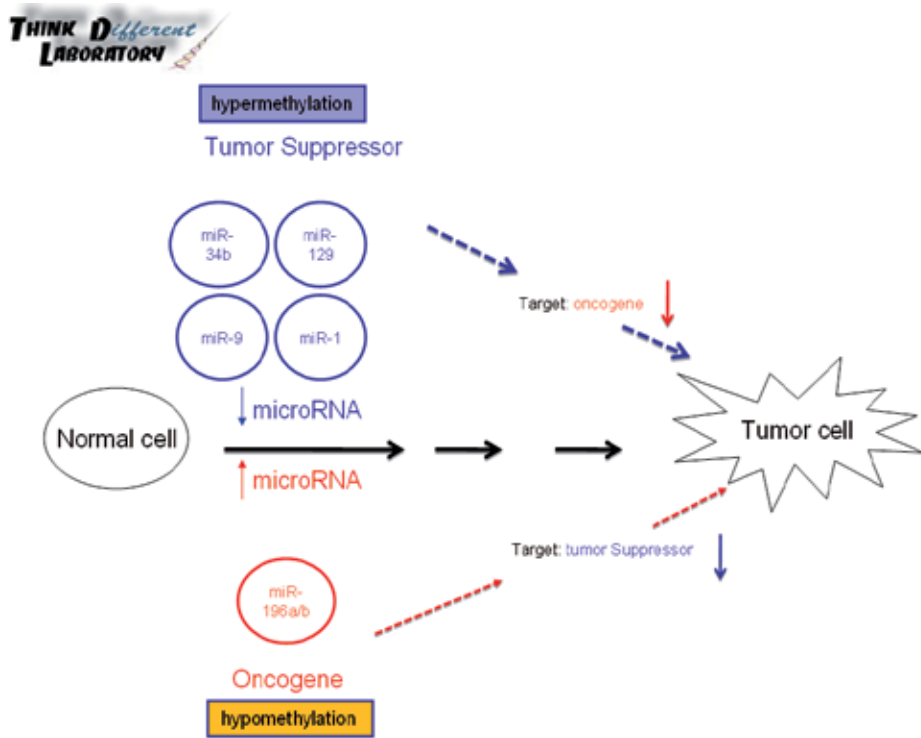 THINK Different
LABORATORY
hypermethylation
Tumor Suppressor
miR-
34b
miR-
129
miR-9
miR-1
Target: oncogene
microRNA
Normal cell
Tumor cell
microRNA
Target: tumor Suppressor
miR-
196a/b
Oncogene
hypomethylation